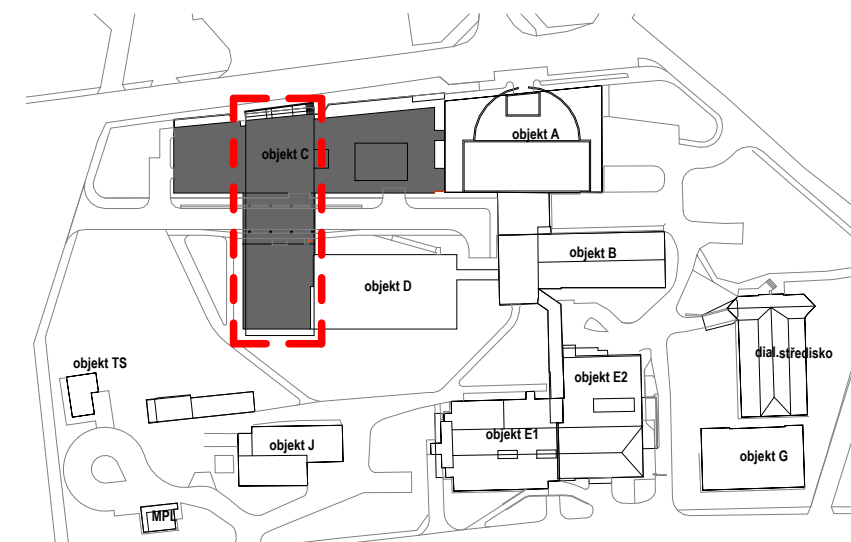 objekt A
objekt C
objekt B
objekt D
dial.středisko
objekt TS
objekt E2
objekt E1
objekt J
objekt G
MPL